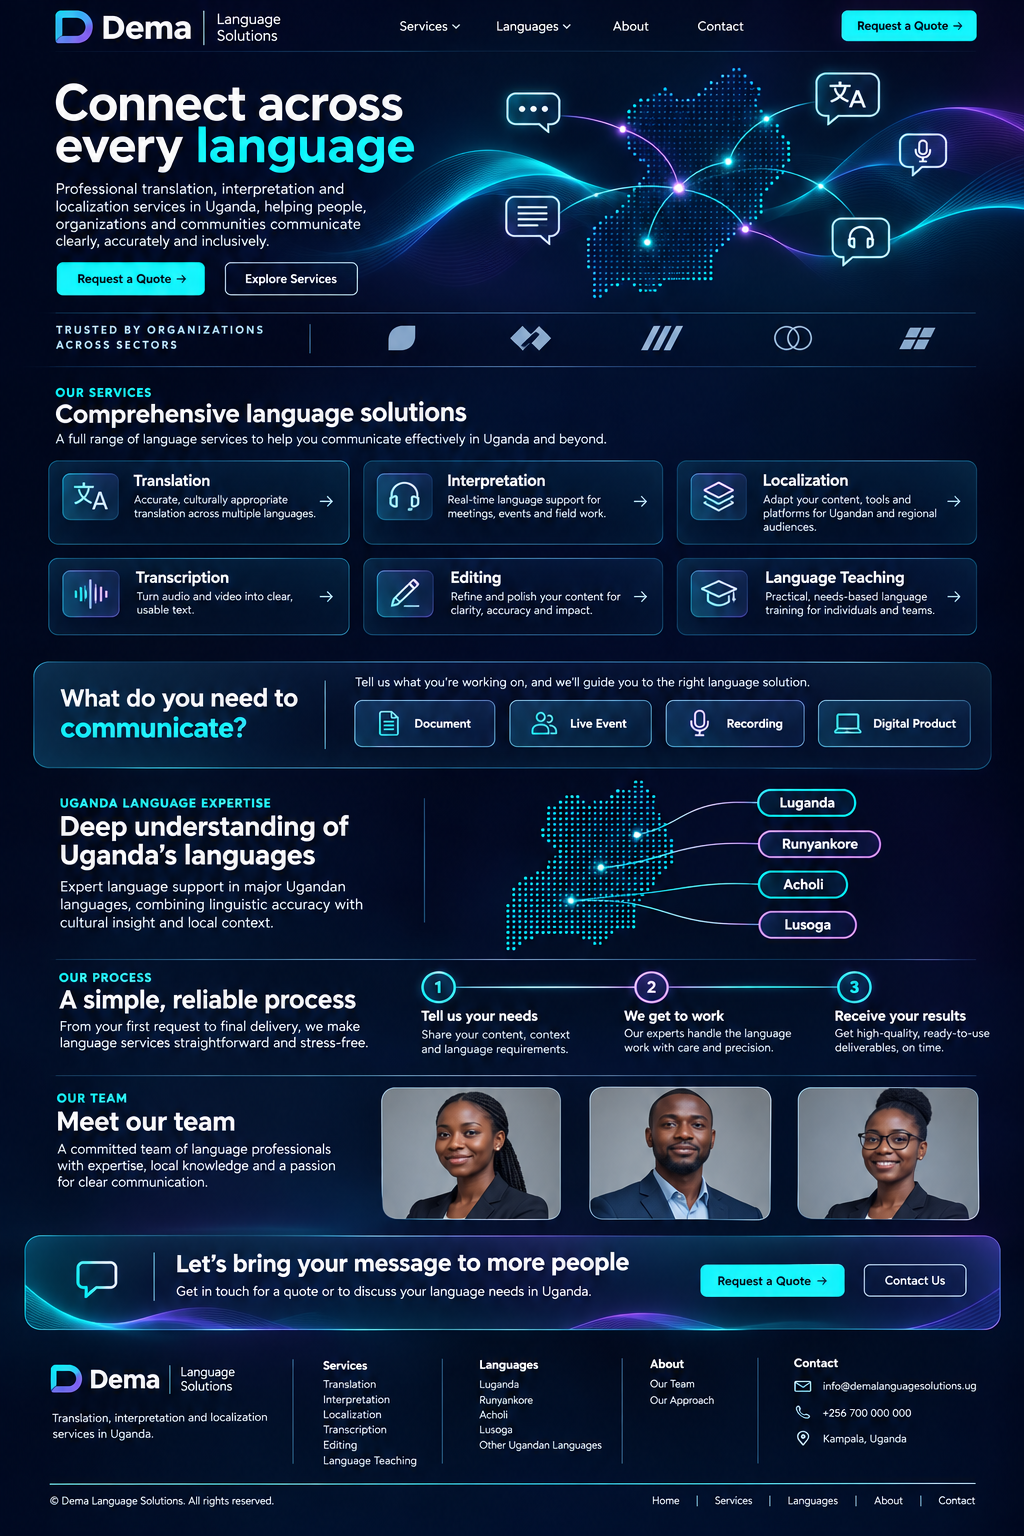 Dema
Language
Solutions
Services
Languages
About
Contact
Request a Quote →
Connect across
every language
Professional translation, interpretation and
localization services in Uganda, helping people,
organizations and communities communicate
clearly, accurately and inclusively.
Request a Quote →
Explore Services
文A
TRUSTED BY ORGANIZATIONS
ACROSS SECTORS
OUR SERVICES
Comprehensive language solutions
A full range of language services to help you communicate effectively in Uganda and beyond.
文A
Translation
Accurate, culturally appropriate
translation across multiple languages.
→
Interpretation
Real-time language support for
meetings, events and field work.
→
Localization
Adapt your content, tools and
platforms for Ugandan and regional
audiences.
→
Transcription
Turn audio and video into clear,
usable text.
→
Editing
Refine and polish your content for
clarity, accuracy and impact.
→
Language Teaching
Practical, needs-based language
training for individuals and teams.
→
What do you need to
communicate?
Tell us what you're working on, and we'll guide you to the right language solution.
Document
Live Event
Recording
Digital Product
UGANDA LANGUAGE EXPERTISE
Deep understanding of
Uganda's languages
Expert language support in major Ugandan
languages, combining linguistic accuracy with
cultural insight and local context.
Luganda
Runyankore
Acholi
Lusoga
OUR PROCESS
A simple, reliable process
From your first request to final delivery, we make
language services straightforward and stress-free.
1
Tell us your needs
Share your content, context
and language requirements.
2
We get to work
Our experts handle the language
work with care and precision.
3
Receive your results
Get high-quality, ready-to-use
deliverables, on time.
OUR TEAM
Meet our team
A committed team of language professionals
with expertise, local knowledge and a passion
for clear communication.
Let's bring your message to more people
Get in touch for a quote or to discuss your language needs in Uganda.
Request a Quote →
Contact Us
Dema
Language
Solutions
Translation, interpretation and localization
services in Uganda.
Services
Translation
Interpretation
Localization
Transcription
Editing
Language Teaching
Languages
Luganda
Runyankore
Acholi
Lusoga
Other Ugandan Languages
About
Our Team
Our Approach
Contact
info@demalanguagesolutions.ug
+256 700 000 000
Kampala, Uganda
© Dema Language Solutions. All rights reserved.
Home | Services | Languages | About | Contact